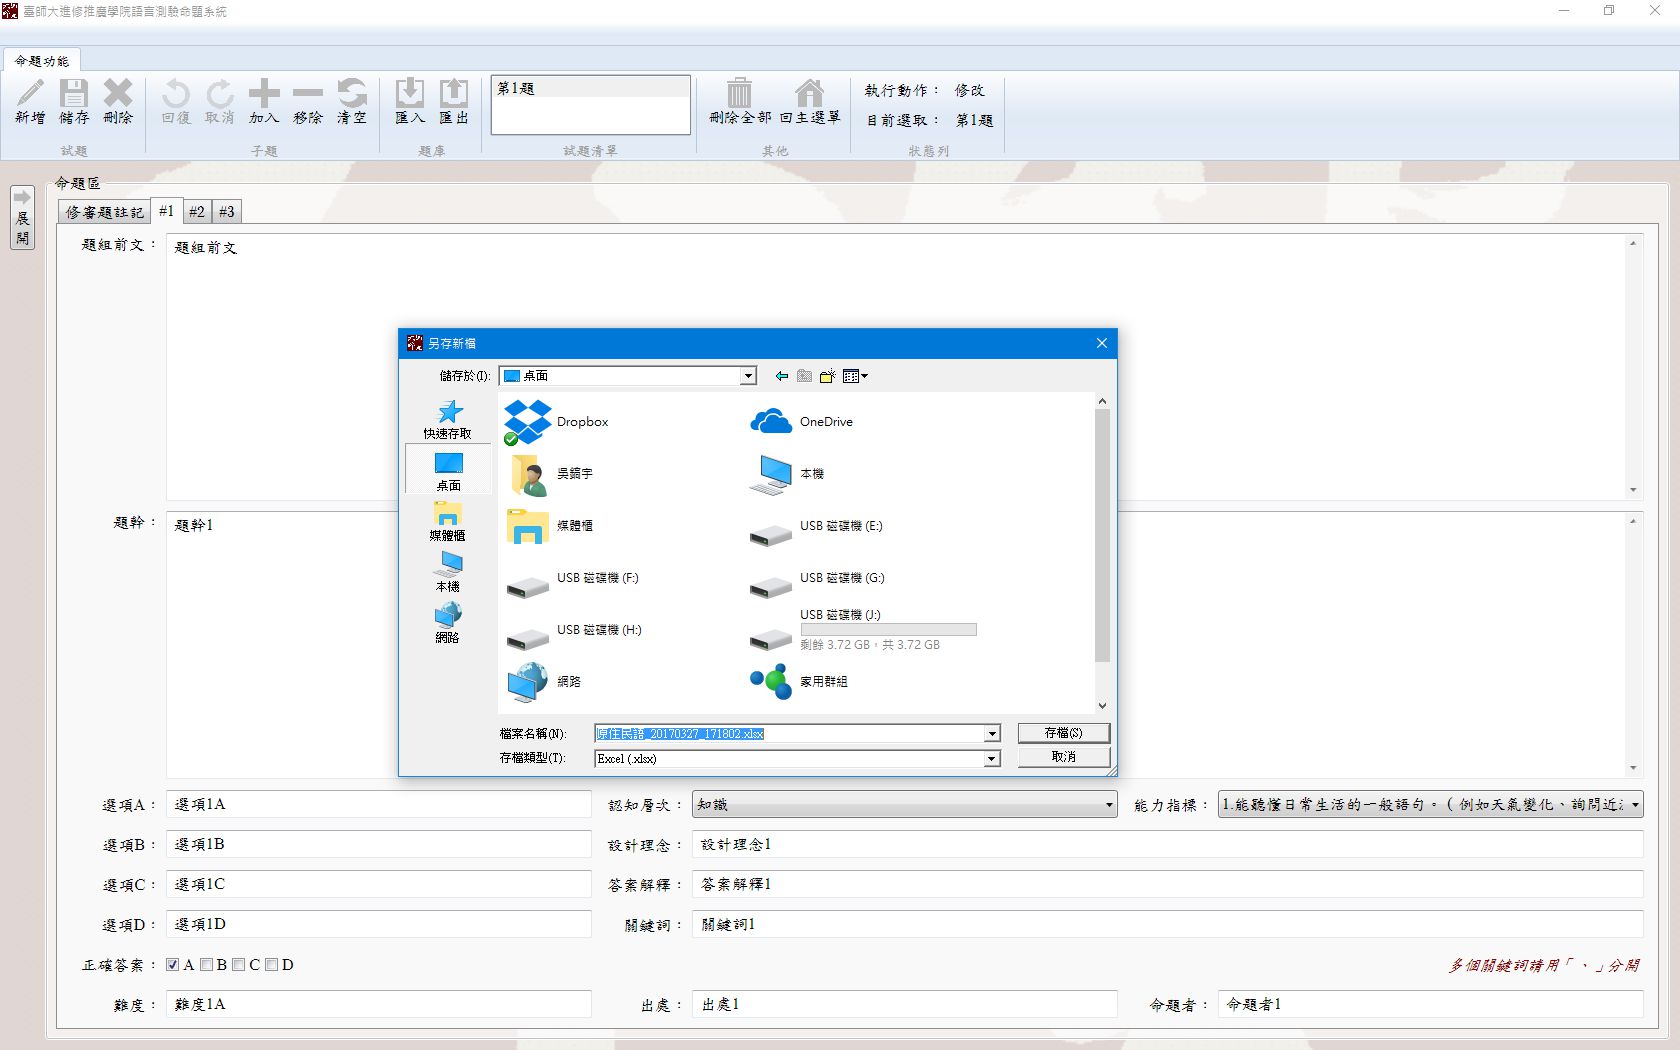 臺師大進修推廣學院語言測驗命題系統
命題功能
新增 儲存 刪除 回復 取消 加入 移除 清空 匯入 匯出
第1題
刪除全部 回主選單
執行動作： 修改
目前選取： 第1題
試題 子題 題庫 試題清單 其他 狀態列
展開
命題區
修審題註記 #1 #2 #3
題組前文： 題組前文
另存新檔
儲存於(I): 桌面
快速存取
桌面
媒體櫃
本機
網路
Dropbox OneDrive
吳鎬宇 本機
媒體櫃 USB 磁碟機 (E:)
USB 磁碟機 (F:) USB 磁碟機 (G:)
USB 磁碟機 (H:) USB 磁碟機 (J:)
剩餘 3.72 GB，共 3.72 GB
網路 家用群組
檔案名稱(N): 原住民語_20170327_171802.xlsx 存檔(S)
存檔類型(T): Excel (.xlsx) 取消
題幹： 題幹1
選項A： 選項1A 認知層次： 知識 能力指標： 1.能聽懂日常生活的一般語句。（例如天氣變化、詢問近況
選項B： 選項1B 設計理念： 設計理念1
選項C： 選項1C 答案解釋： 答案解釋1
選項D： 選項1D 關鍵詞： 關鍵詞1
正確答案： A B C D 多個關鍵詞請用「、」分開
難度： 難度1A 出處： 出處1 命題者： 命題者1